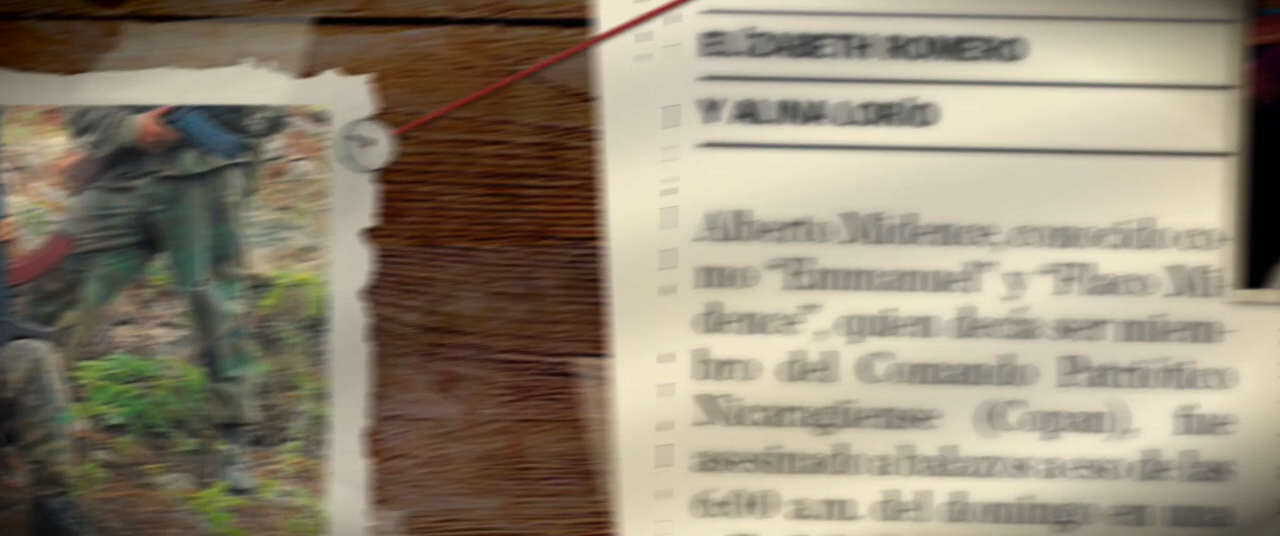 ELÍZABETH ROMERO
Y ALMA LORÍO
Alberto Midence, conocido co-
mo "Emmanuel" y "Flaco Mi-
dence", quien decía ser miem-
bro del Comando Patriótico
Nicaragüense (Copan), fue
asesinado a balazos a eso de las
6:00 a.m. del domingo en una